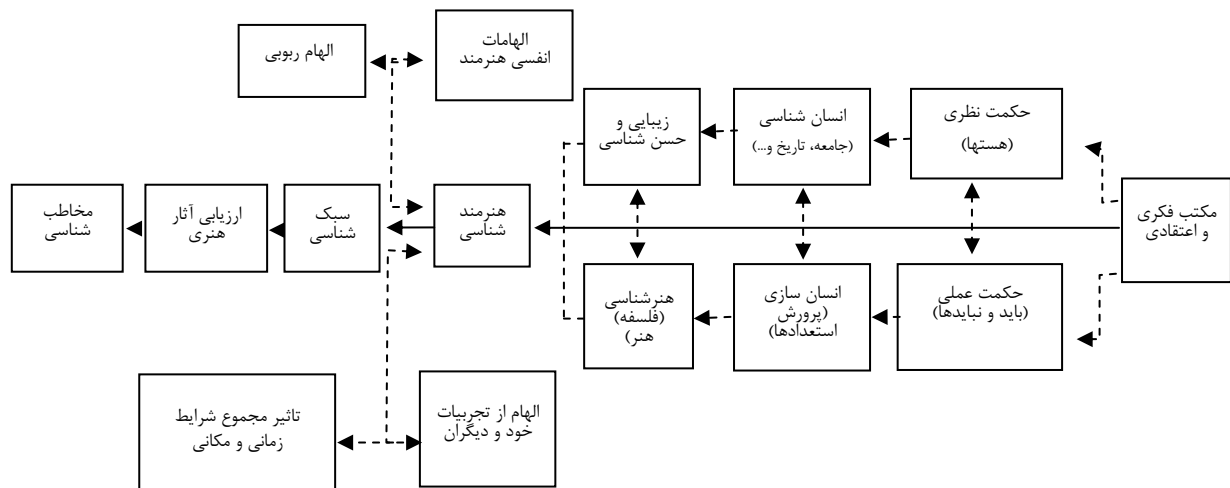 الهامات
انفسی هنرمند
الهام ربوبی
حکمت نظری
(هستها)
انسان شناسی
(جامعه، تاریخ و...)
زیبایی و
حسن شناسی
مکتب فکری
و اعتقادی
هنرمند
شناسی
سبک
شناسی
ارزیابی آثار
هنری
مخاطب
شناسی
حکمت عملی
(باید و نبایدها)
انسان سازی
(پرورش
استعدادها)
هنرشناسی
(فلسفه
هنر)
الهام از تجربیات
خود و دیگران
تاثیر مجموع شرایط
زمانی و مکانی